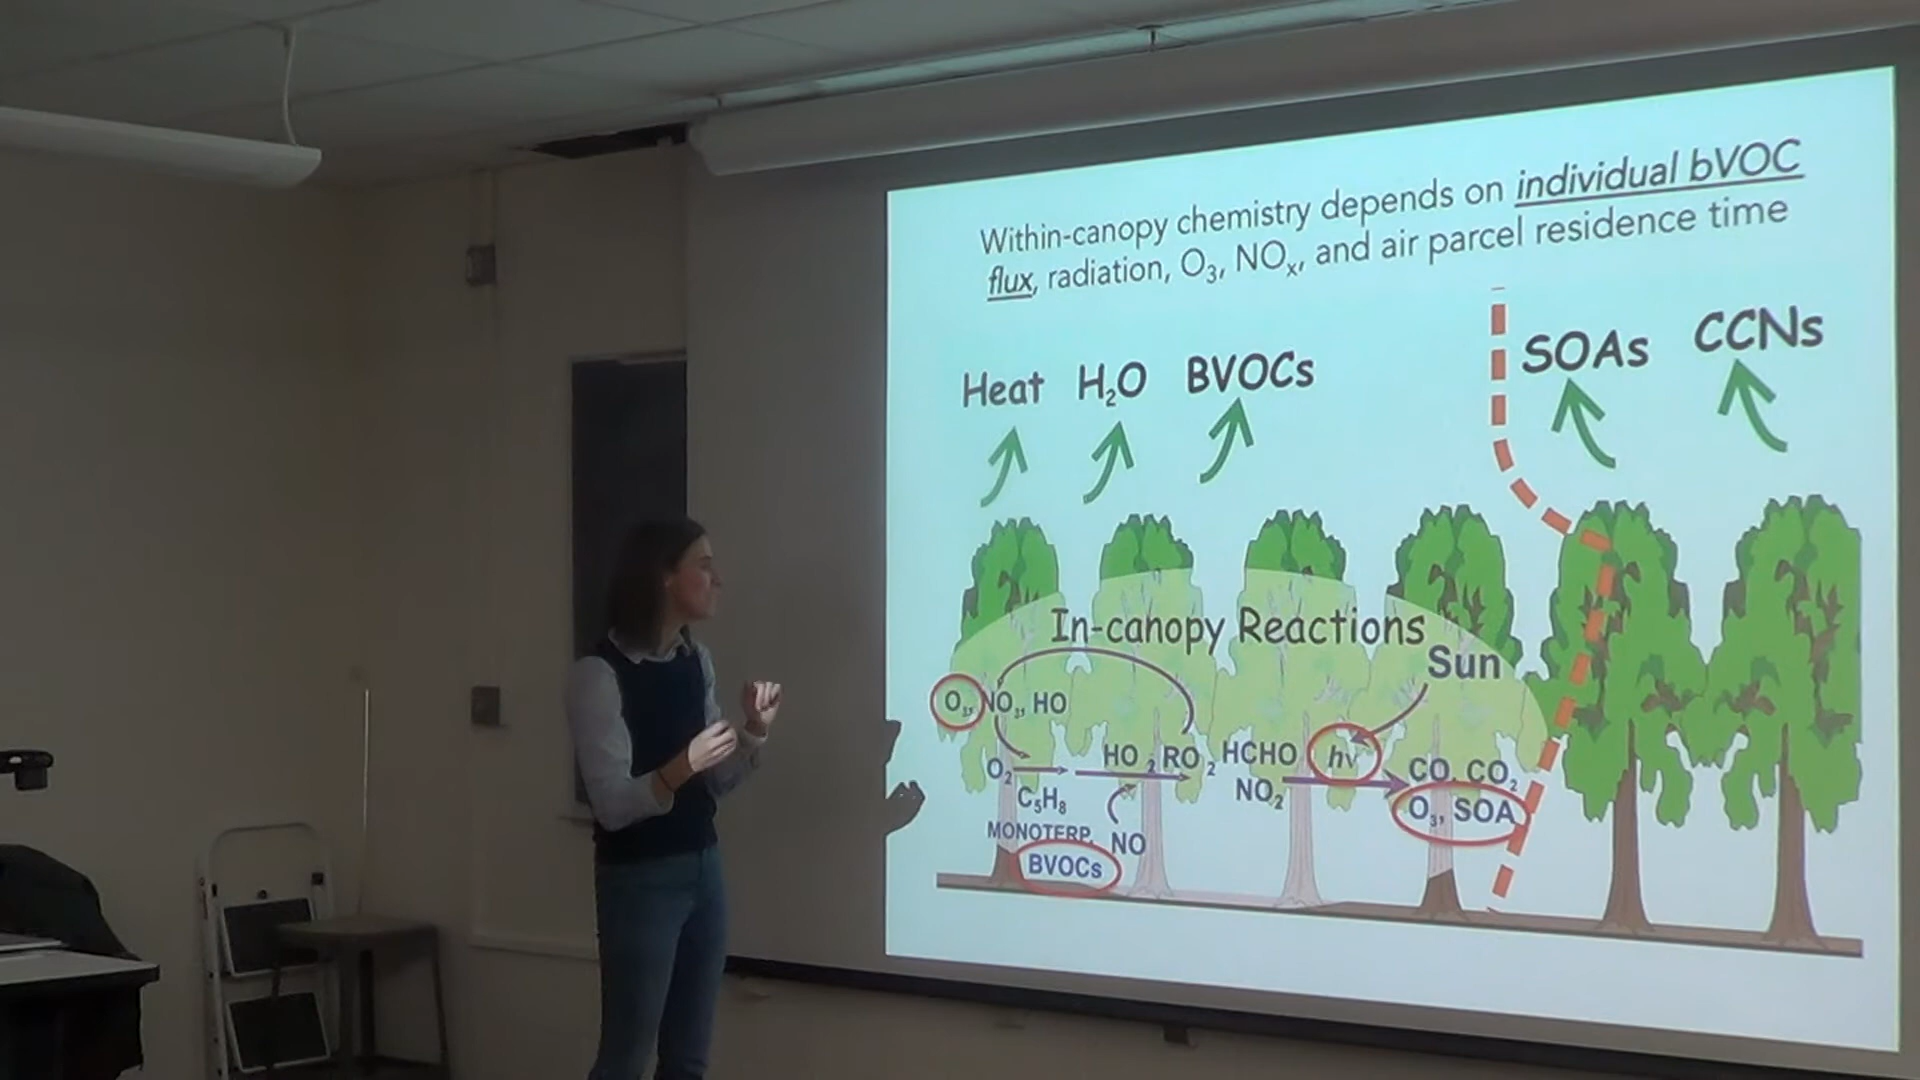 Within-canopy chemistry depends on individual bVOC
flux, radiation, O₃, NOₓ, and air parcel residence time
Heat H₂O BVOCs SOAs CCNs
In-canopy Reactions
Sun
O₃, NO₃, HO
O₂ HO₂ RO₂ HCHO hv CO, CO₂
C₅H₈ NO₂ O₃, SOA
MONOTERP. NO
BVOCs